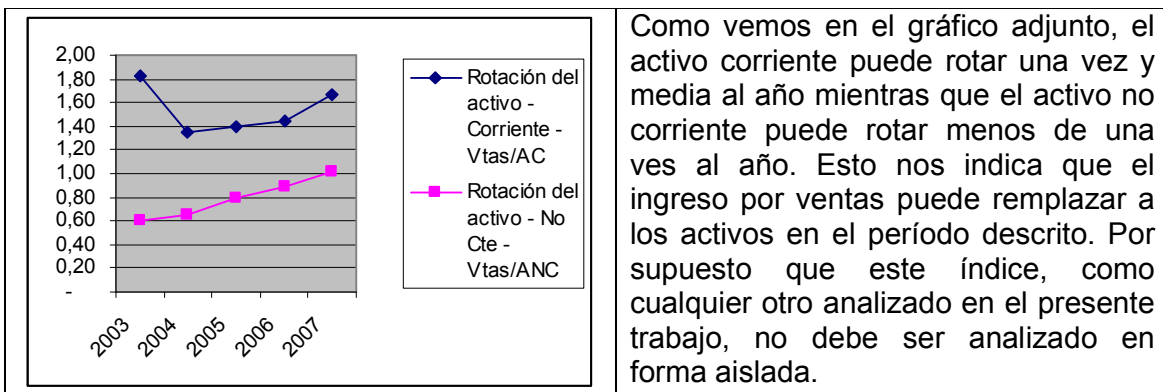 2,00
1,80
1,60
1,40
1,20
1,00
0,80
0,60
0,40
0,20
-
2003
2004
2005
2006
2007
Rotación del
activo -
Corriente -
Vtas/AC
Rotación del
activo - No
Cte -
Vtas/ANC
Como vemos en el gráfico adjunto, el
activo corriente puede rotar una vez y
media al año mientras que el activo no
corriente puede rotar menos de una
ves al año. Esto nos indica que el
ingreso por ventas puede remplazar a
los activos en el período descrito. Por
supuesto que este índice, como
cualquier otro analizado en el presente
trabajo, no debe ser analizado en
forma aislada.